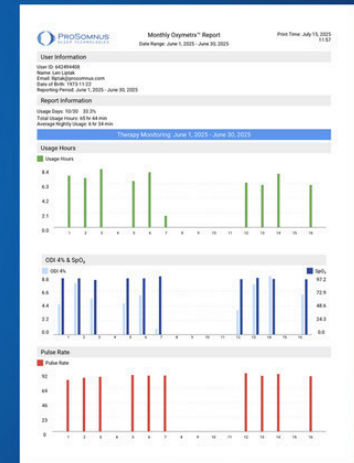 PROSOMNUS
SLEEP TECHNOLOGIES
Monthly Oxymetrx™ Report
Date Range: June 1, 2025 - June 30, 2025
Print Time: July 15, 2025
11:57
User Information
User ID: 642494408
Name: Len Liptak
Email: lliptak@prosomnus.com
Date of Birth: 1973-11-22
Reporting Period: June 1, 2025 - June 30, 2025
Report Information
Usage Days: 10/30 33.3%
Total Usage Hours: 65 hr 44 min
Average Nightly Usage: 6 hr 34 min
Therapy Monitoring: June 1, 2025 - June 30, 2025
Usage Hours
Usage Hours
8.4
6.3
4.2
2.1
0.0
1 2 3 4 5 6 7 8 9 10 11 12 13 14 15 16
ODI 4% & SpO₂
ODI 4% SpO₂
8.8 97.2
6.6 72.9
4.4 48.6
2.2 24.3
0.0 0.0
1 2 3 4 5 6 7 8 9 10 11 12 13 14 15 16
Pulse Rate
Pulse Rate
92
69
46
23
0
1 2 3 4 5 6 7 8 9 10 11 12 13 14 15 16